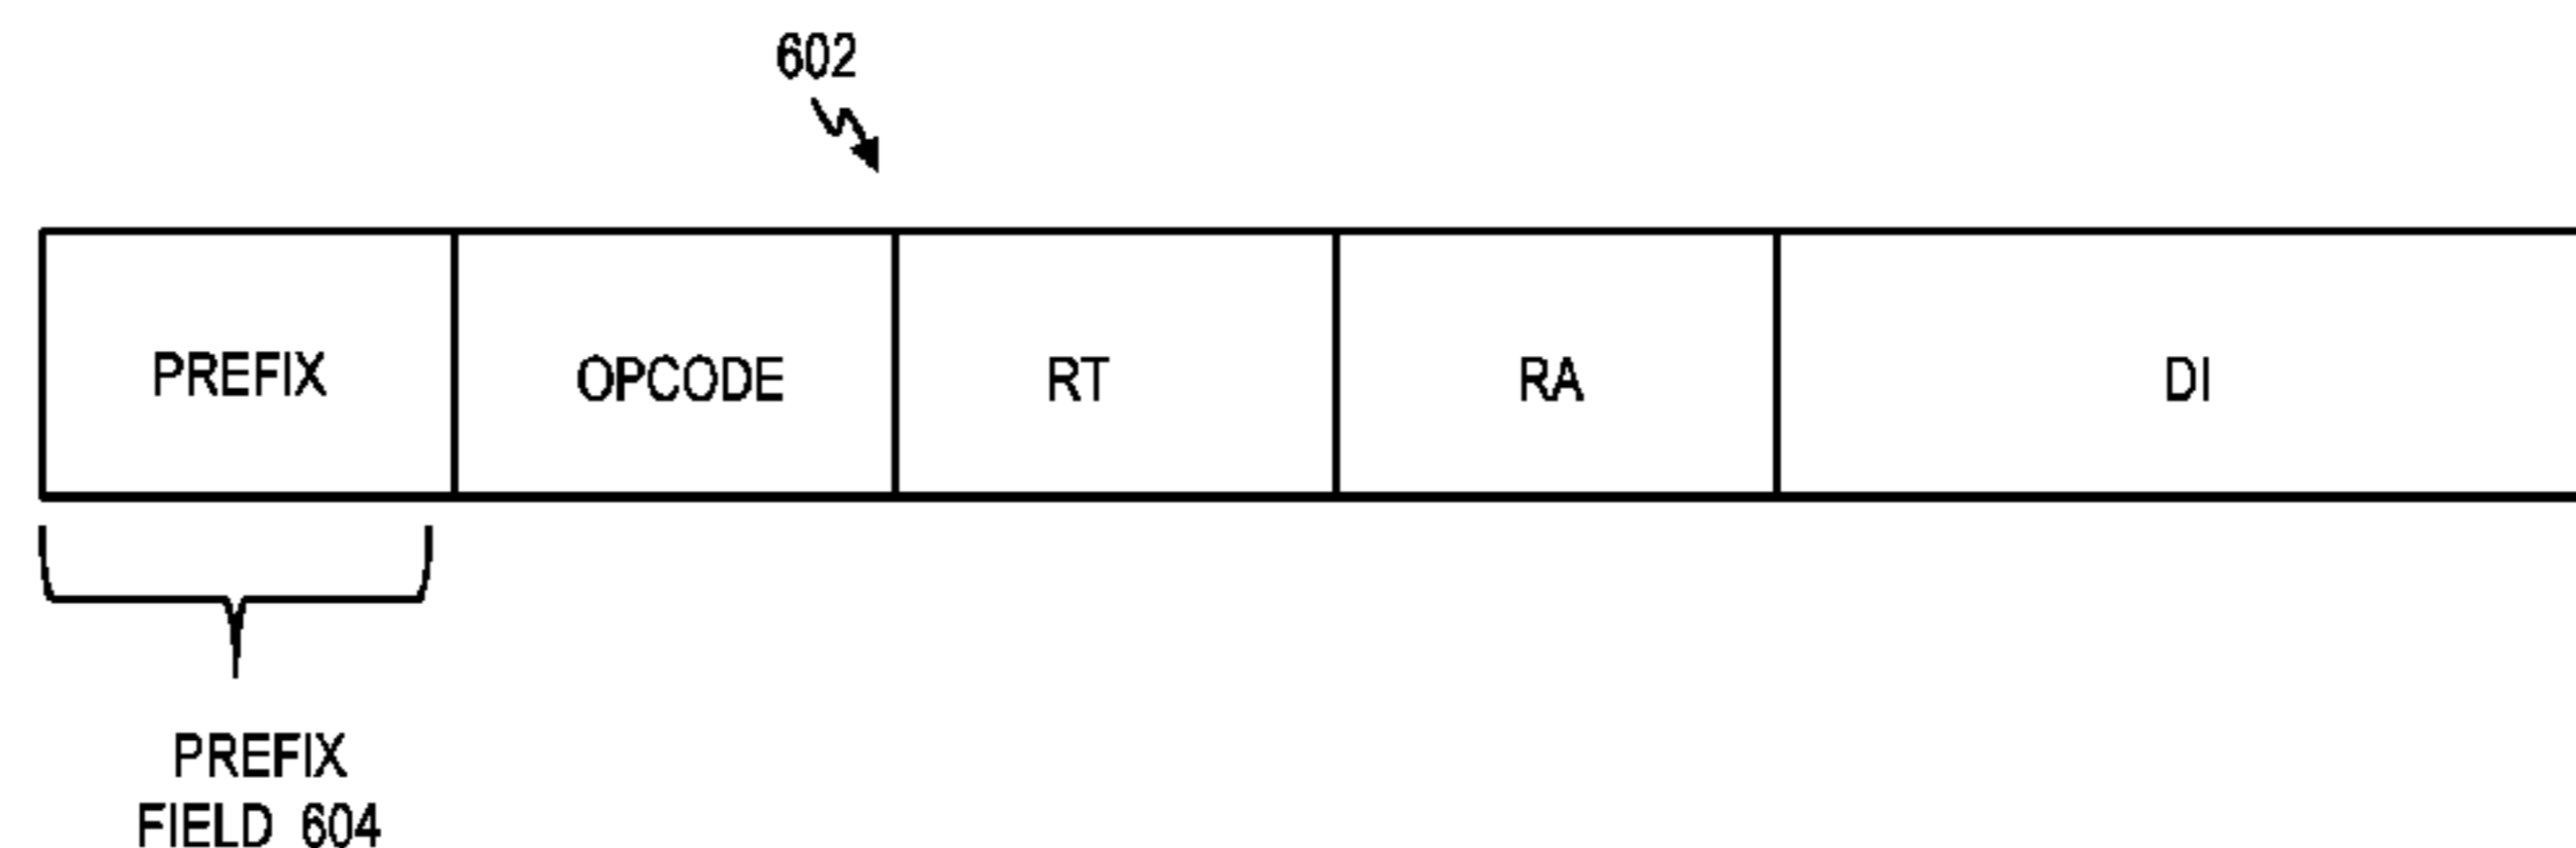 602
PREFIX OPCODE RT RA DI
PREFIX
FIELD 604